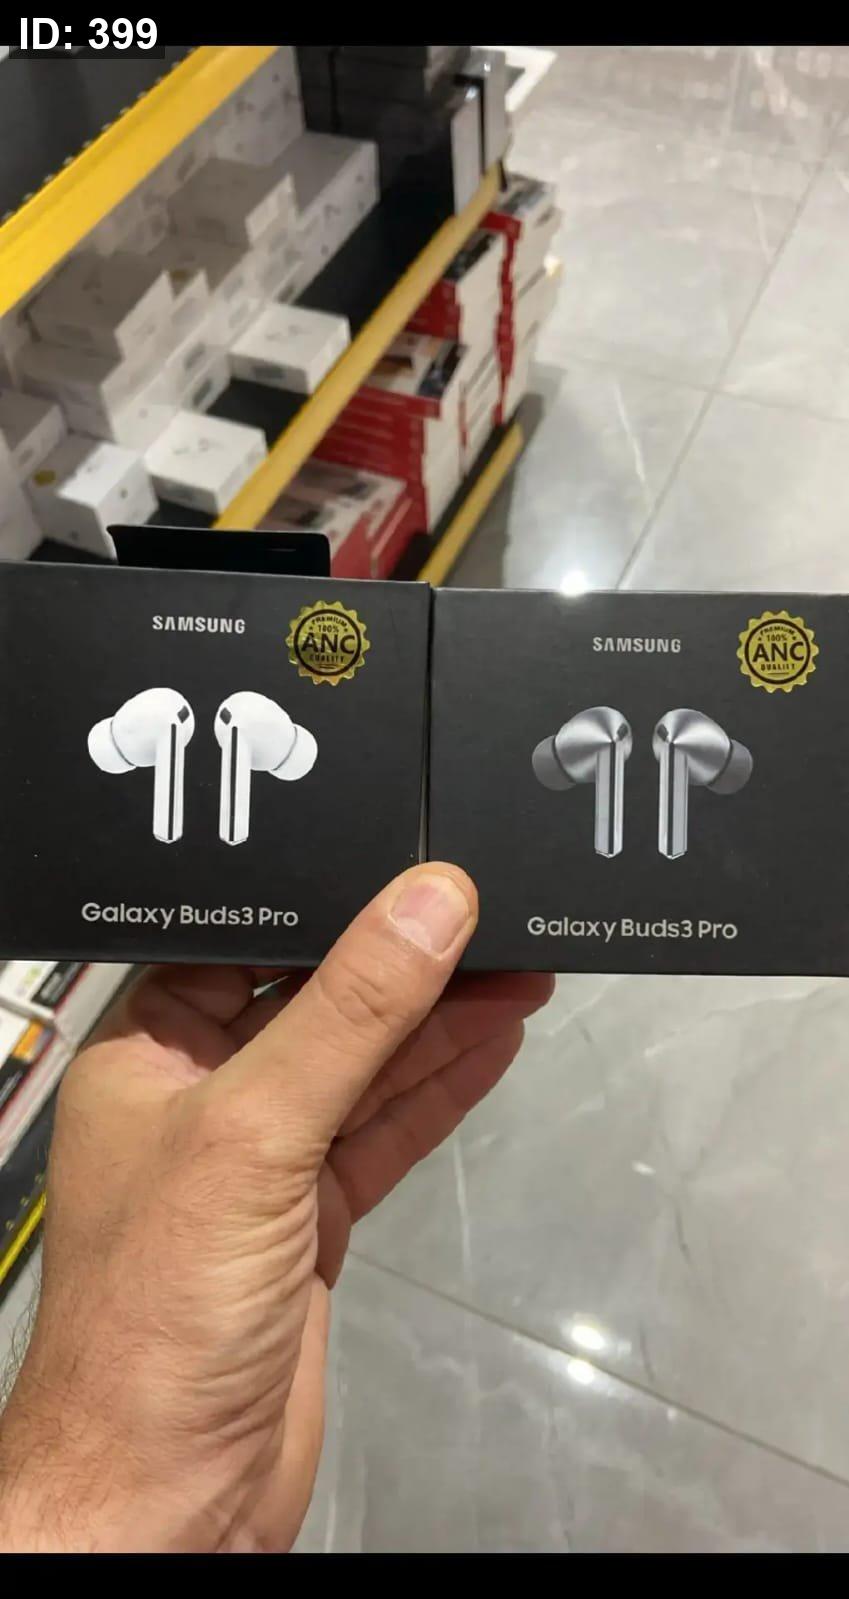 ID: 399
SAMSUNG
PREMIUM
100%
ANC
QUALITY
Galaxy Buds3 Pro
SAMSUNG
PREMIUM
100%
ANC
QUALITY
Galaxy Buds3 Pro